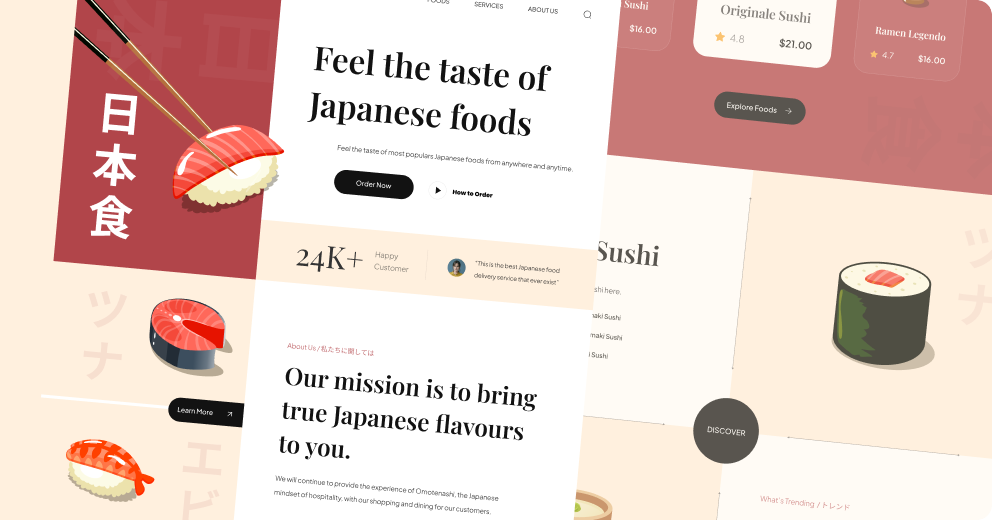 日本食
ツナ
Learn More
エビ
FOODS
SERVICES
ABOUT US
Feel the taste of
Japanese foods
Feel the taste of most populars Japanese foods from anywhere and anytime.
Order Now
How to Order
24K+
Happy
Customer
"This is the best Japanese food
delivery service that ever exist"
About Us / 私たちに関しては
Our mission is to bring
true Japanese flavours
to you.
We will continue to provide the experience of Omotenashi, the Japanese
mindset of hospitality, with our shopping and dining for our customers.
Sushi
$16.00
Originale Sushi
4.8
$21.00
Ramen Legendo
4.7
$16.00
Explore Foods
Sushi
here.
Sushi
Sushi
Sushi
ツナ
DISCOVER
What's Trending / トレンド